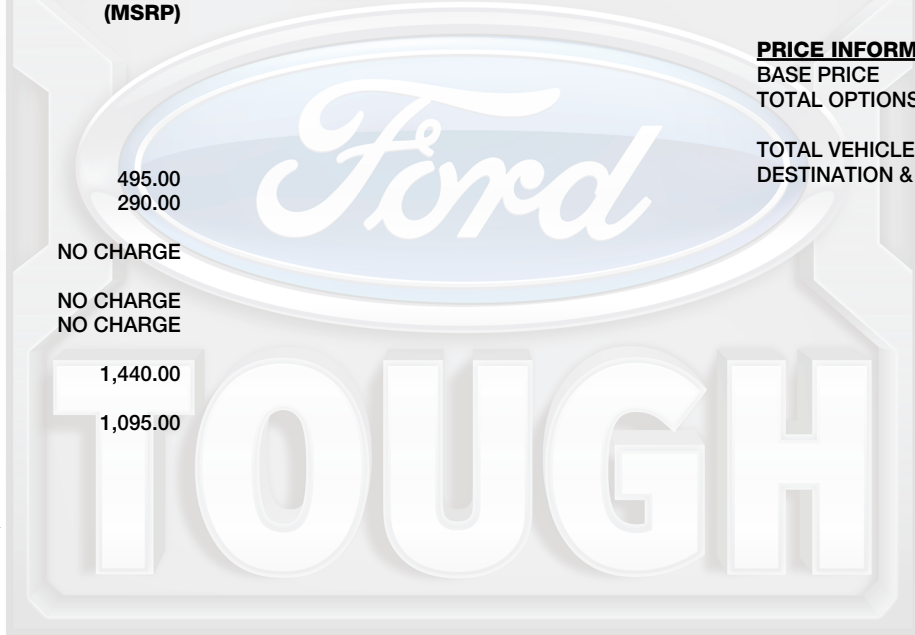 (MSRP)
PRICE INFORM
BASE PRICE
TOTAL OPTIONS
TOTAL VEHICLE
DESTINATION &
495.00
290.00
NO CHARGE
NO CHARGE
NO CHARGE
1,440.00
1,095.00
Ford
TOUGH